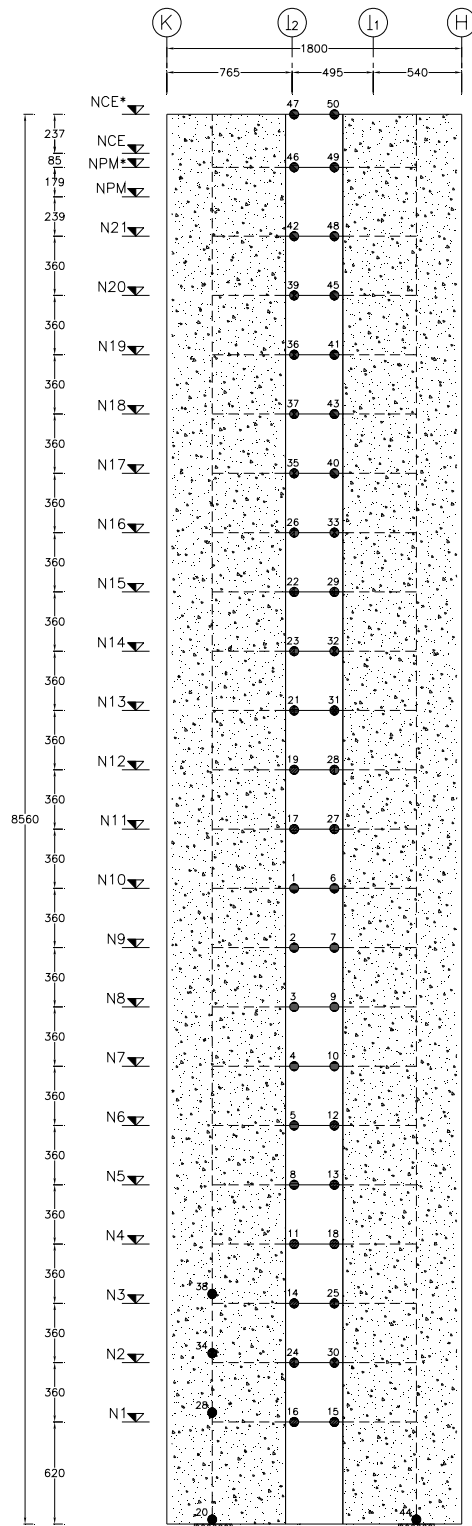 K I2 I1 H
1800
765 495 540
NCE* 47 50
237
NCE
85
NPM* 46 49
179
NPM
239
N21 42 48
360
N20 39 45
360
N19 36 41
360
N18 37 43
360
N17 35 40
360
N16 26 33
360
N15 22 29
360
N14 23 32
360
N13 21 31
360
N12 19 28
360
8560
N11 17 27
360
N10 1 6
360
N9 2 7
360
N8 3 9
360
N7 4 10
360
N6 5 12
360
N5 8 13
360
N4 11 18
360
38
N3 14 25
360
34
N2 24 30
360
28
N1 16 15
620
20 44